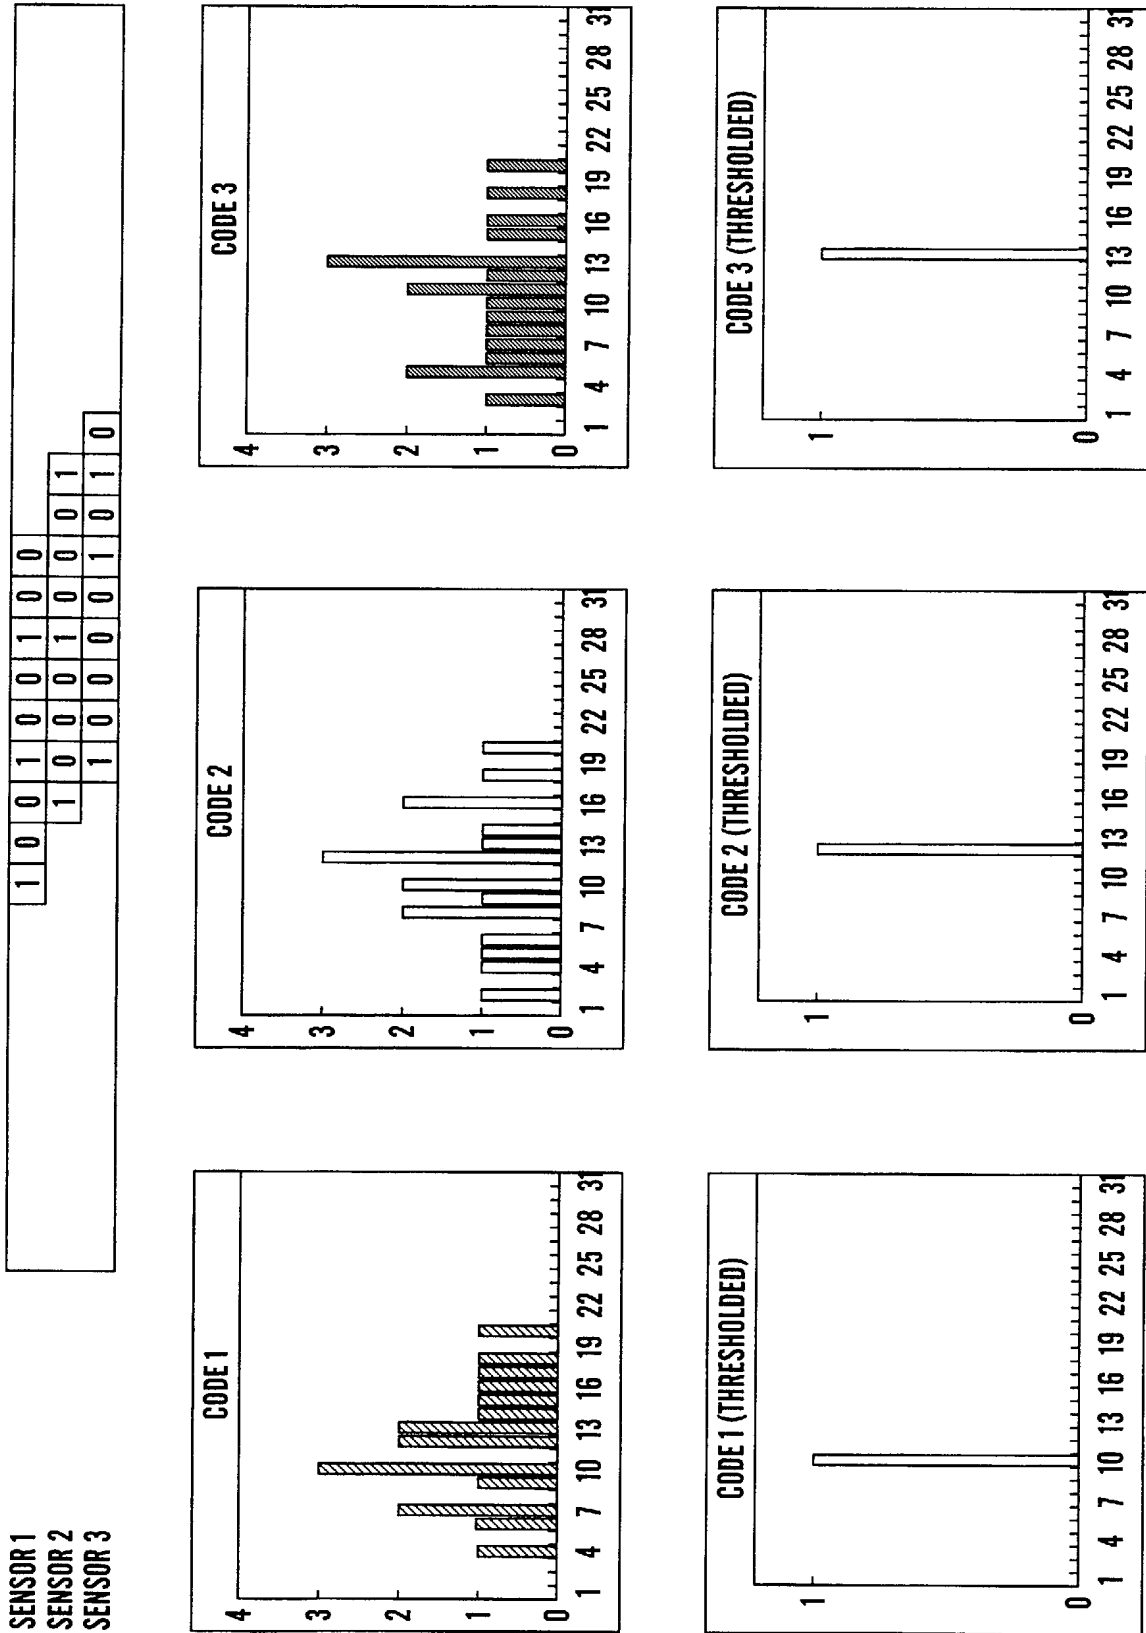 SENSOR 1 1 0 0 1 0 0 1 0 0
SENSOR 2 1 0 0 0 1 0 0 0 1
SENSOR 3 1 0 0 0 0 1 0 1 0
CODE 1
4
3
2
1
0
1 4 7 10 13 16 19 22 25 28 31
CODE 2
4
3
2
1
0
1 4 7 10 13 16 19 22 25 28 31
CODE 3
4
3
2
1
0
1 4 7 10 13 16 19 22 25 28 31
CODE 1 (THRESHOLDED)
1
0
1 4 7 10 13 16 19 22 25 28 31
CODE 2 (THRESHOLDED)
1
0
1 4 7 10 13 16 19 22 25 28 31
CODE 3 (THRESHOLDED)
1
0
1 4 7 10 13 16 19 22 25 28 31